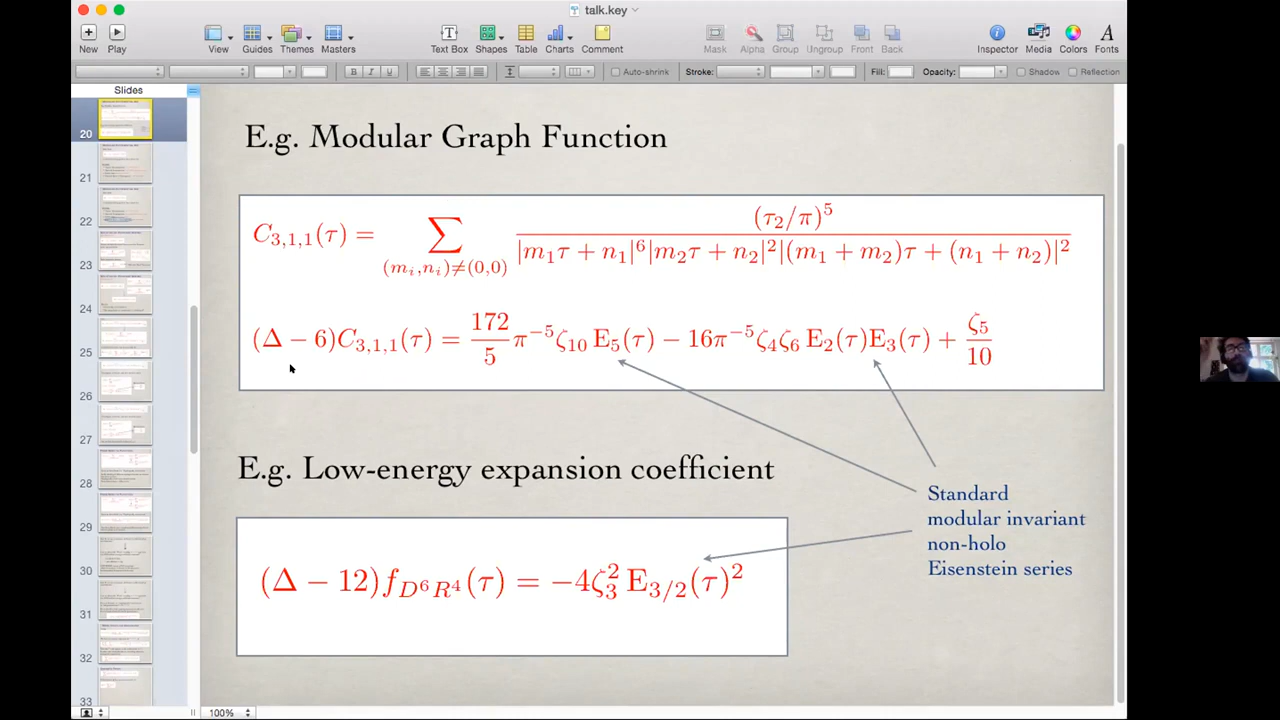 talk.key
New
Play
View
Guides
Themes
Masters
Text Box
Shapes
Table
Charts
Comment
Mask
Alpha
Group
Ungroup
Front
Back
Inspector
Media
Colors
Fonts
B I U
Auto-shrink
Stroke:
Fill:
Opacity:
Shadow
Reflection
Slides
20
21
22
23
24
25
26
27
28
29
30
31
32
33
E.g. Modular Graph Function
C_{3,1,1}(τ) = ∑_{(m_i,n_i)≠(0,0)} (τ_2/π)^5 / |m_1τ + n_1|^6|m_2τ + n_2|^2|(m_1 + m_2)τ + (n_1 + n_2)|^2
(Δ − 6)C_{3,1,1}(τ) = 172/5 π^{−5}ζ_{10} E_5(τ) − 16π^{−5}ζ_4ζ_6 E_2(τ)E_3(τ) + ζ_5/10
E.g. Low-energy expansion coefficient
(Δ − 12)f_{D^6R^4}(τ) = −4ζ_3^2 E_{3/2}(τ)^2
Standard
modular invariant
non-holo
Eisenstein series
100%